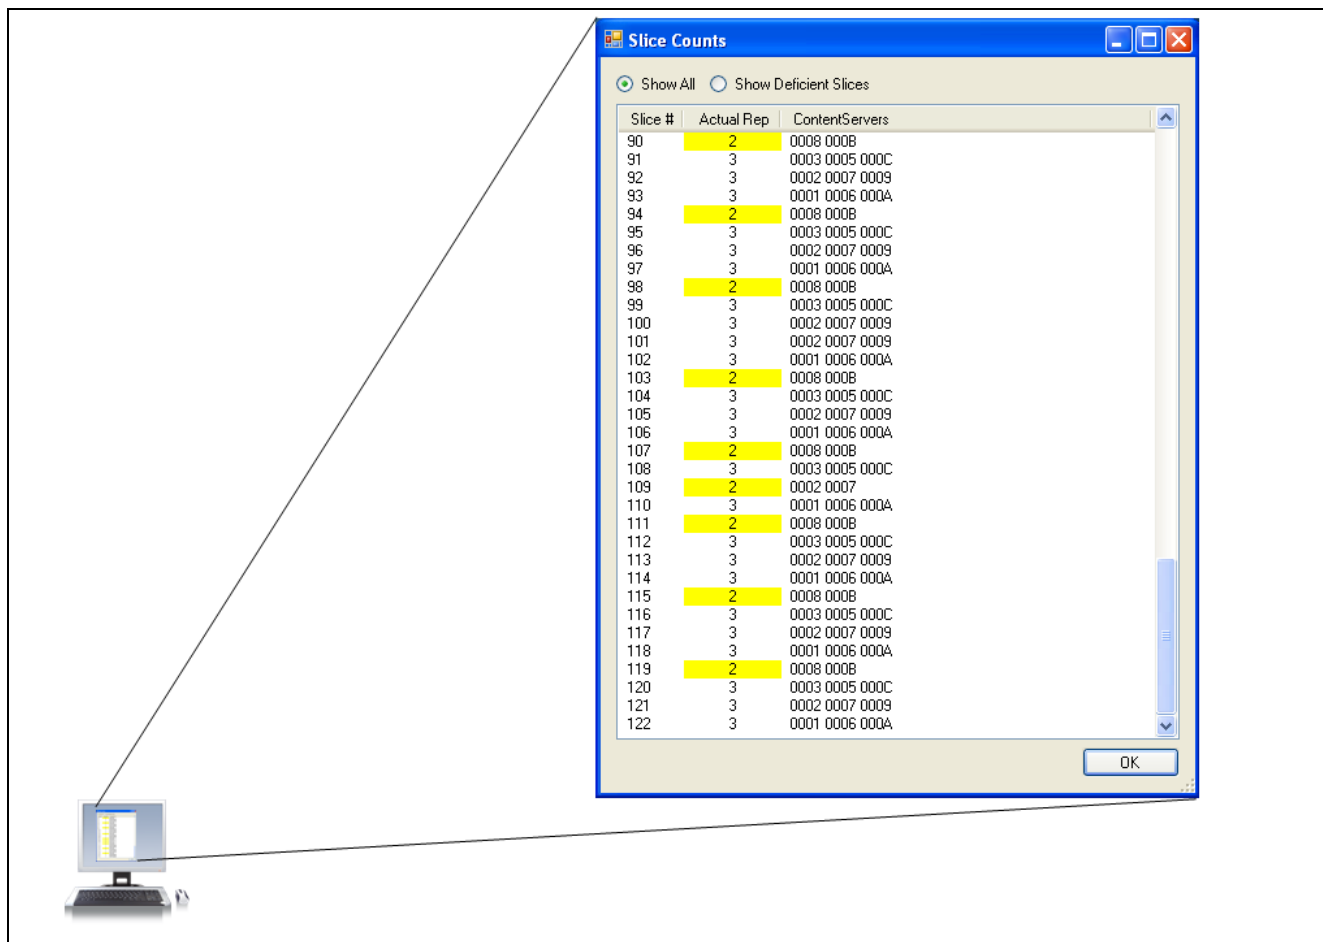 Slice Counts
Show All Show Deficient Slices
Slice # Actual Rep ContentServers
90 2 0008 000B
91 3 0003 0005 000C
92 3 0002 0007 0009
93 3 0001 0006 000A
94 2 0008 000B
95 3 0003 0005 000C
96 3 0002 0007 0009
97 3 0001 0006 000A
98 2 0008 000B
99 3 0003 0005 000C
100 3 0002 0007 0009
101 3 0002 0007 0009
102 3 0001 0006 000A
103 2 0008 000B
104 3 0003 0005 000C
105 3 0002 0007 0009
106 3 0001 0006 000A
107 2 0008 000B
108 3 0003 0005 000C
109 2 0002 0007
110 3 0001 0006 000A
111 2 0008 000B
112 3 0003 0005 000C
113 3 0002 0007 0009
114 3 0001 0006 000A
115 2 0008 000B
116 3 0003 0005 000C
117 3 0002 0007 0009
118 3 0001 0006 000A
119 2 0008 000B
120 3 0003 0005 000C
121 3 0002 0007 0009
122 3 0001 0006 000A
OK